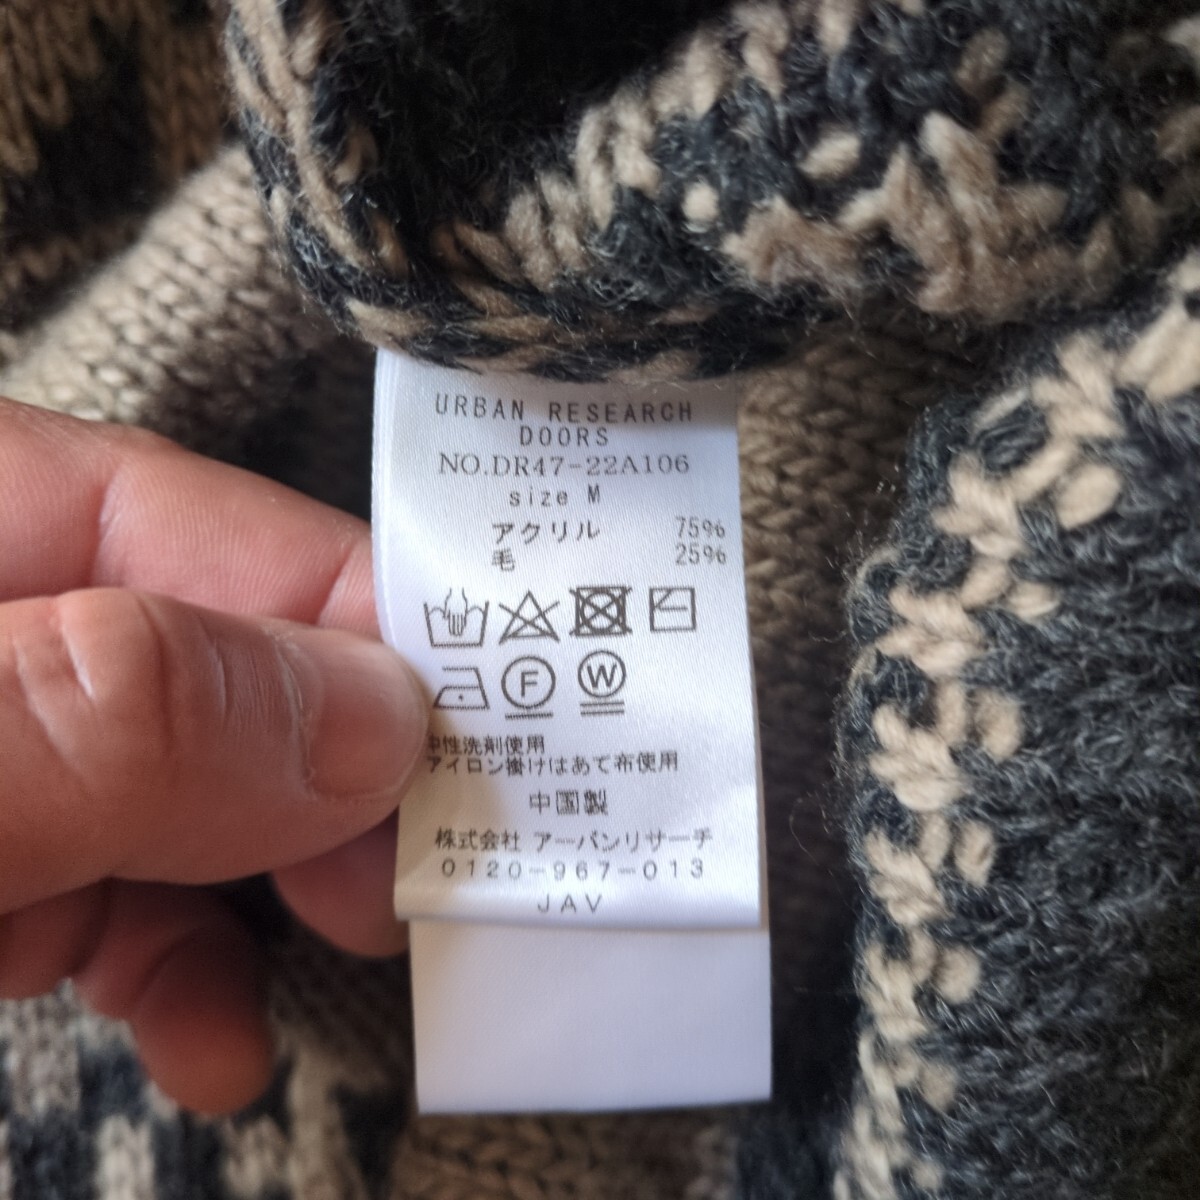 URBAN RESEARCH
DOORS
NO.DR47-22A106
size M
アクリル 75%
毛 25%
F W
中性洗剤使用
アイロン掛けはあて布使用
中国製
株式会社 アーバンリサーチ
0120-967-013
JAV